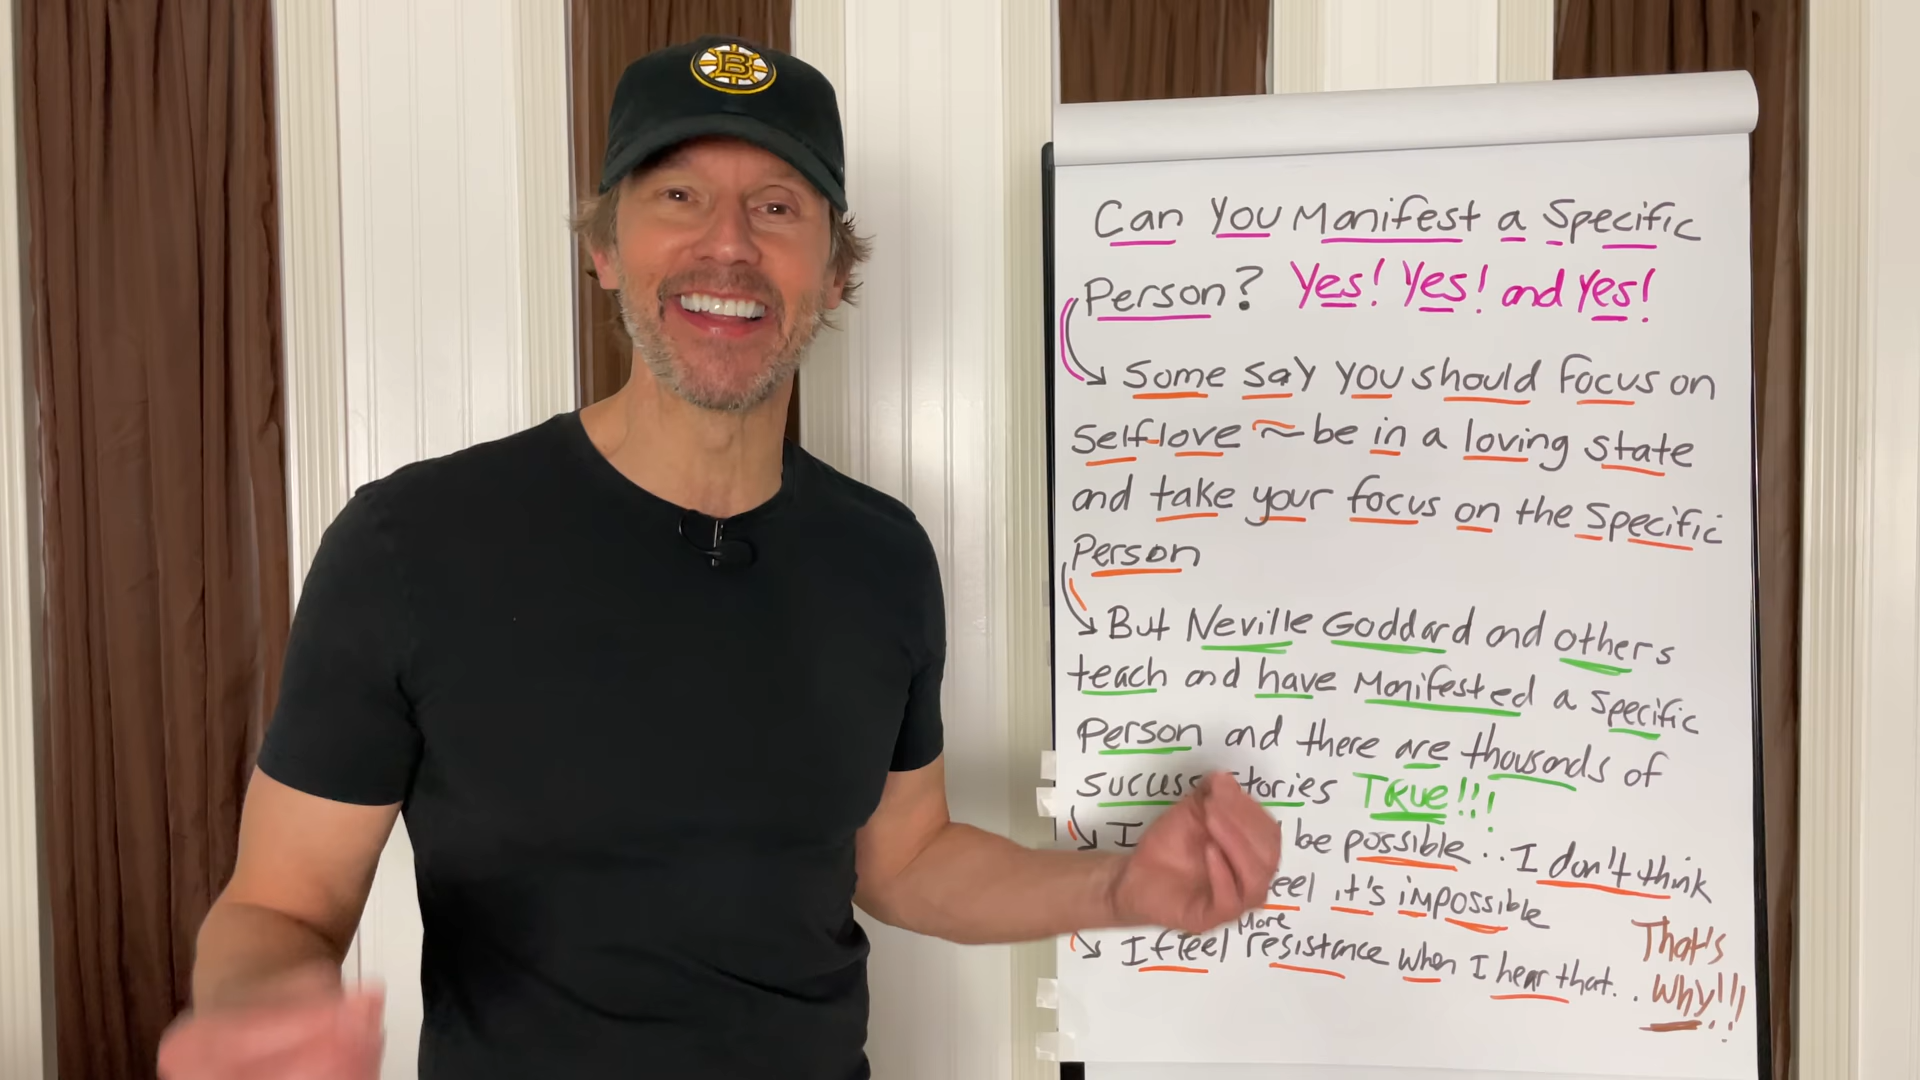 B
Can You Manifest a Specific
Person? Yes! Yes! and Yes!
Some say you should focus on
Self-love ~ be in a loving state
and take your focus on the specific
Person
But Neville Goddard and others
teach and have Manifested a specific
Person and there are thousands of
success stories TRUE!!!
I be possible.. I don't think
feel it's impossible
More
I feel resistance when I hear that..
That's
Why!!!